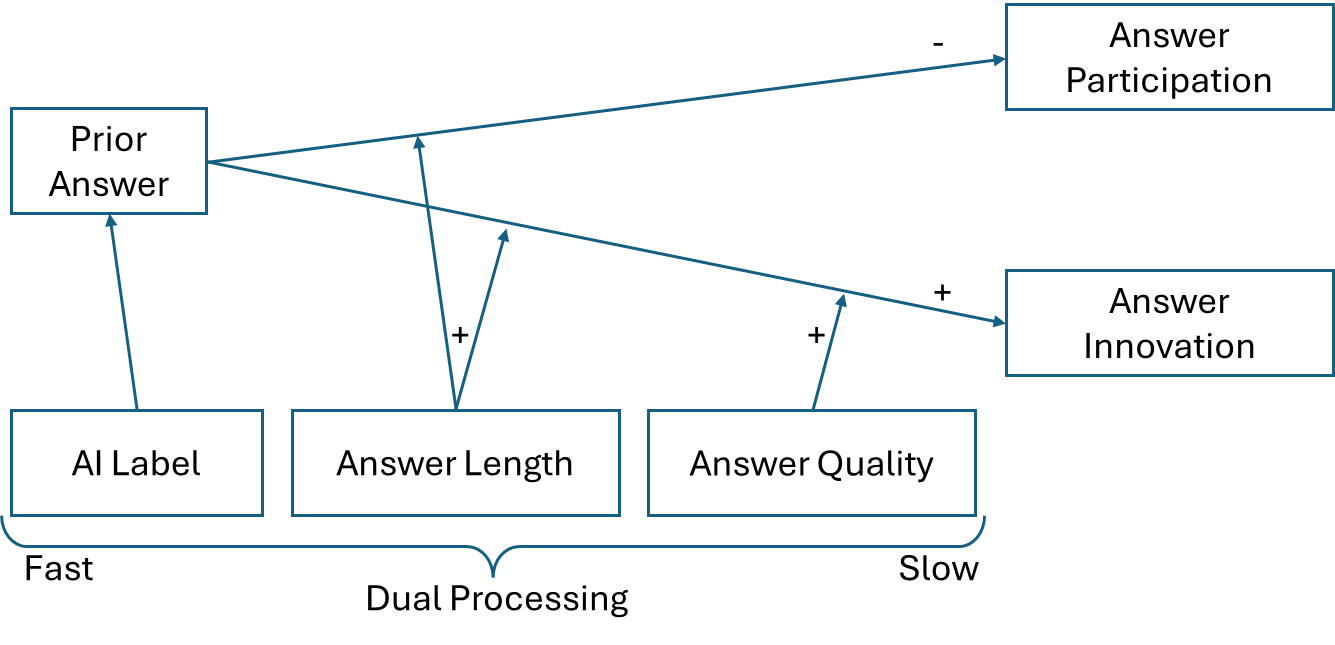 -
Answer
Participation
Prior
Answer
+
Answer
Innovation
+
+
AI Label
Answer Length
Answer Quality
Fast
Slow
Dual Processing